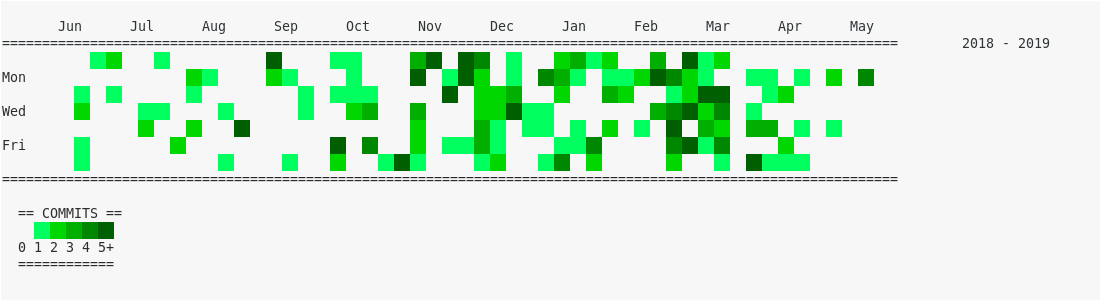 Jun Jul Aug Sep Oct Nov Dec Jan Feb Mar Apr May
================================================================================================================
2018 - 2019
Mon
Wed
Fri
================================================================================================================
== COMMITS ==
0 1 2 3 4 5+
============